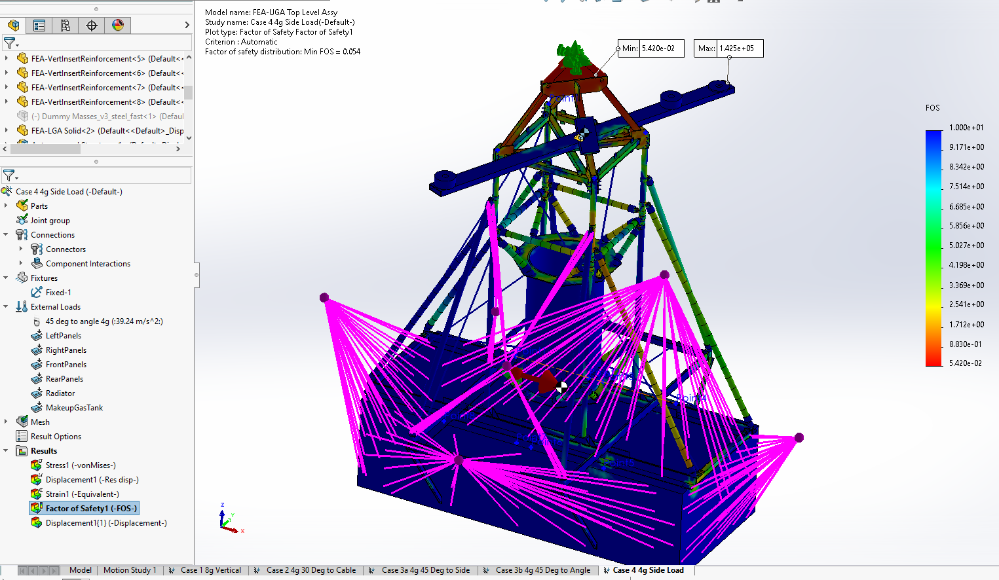 Model name: FEA-UGA Top Level Assy
Study name: Case 4 4g Side Load(-Default-)
Plot type: Factor of Safety Factor of Safety1
Criterion : Automatic
Factor of safety distribution: Min FOS = 0.054
Min: 5.420e-02
Max: 1.425e+05
FEA-VertInsertReinforcement<5> (Default<<
FEA-VertInsertReinforcement<6> (Default<<
FEA-VertInsertReinforcement<7> (Default<<
FEA-VertInsertReinforcement<8> (Default<<
(-) Dummy Masses_v3_steel_fast<1> (Defaul
FEA-LGA Solid<2> (Default<<Default>_Disp
Case 4 4g Side Load (-Default-)
Parts
Joint group
Connections
Connectors
Component Interactions
Fixtures
Fixed-1
External Loads
45 deg to angle 4g (:39.24 m/s^2:)
LeftPanels
RightPanels
FrontPanels
RearPanels
Radiator
MakeupGasTank
Mesh
Result Options
Results
Stress1 (-vonMises-)
Displacement1 (-Res disp-)
Strain1 (-Equivalent-)
Factor of Safety1 (-FOS-)
Displacement1{1} (-Displacement-)
FOS
1.000e+01
9.171e+00
8.342e+00
7.514e+00
6.685e+00
5.856e+00
5.027e+00
4.198e+00
3.369e+00
2.541e+00
1.712e+00
8.830e-01
5.420e-02
Z
Y
X
Model
Motion Study 1
Case 1 8g Vertical
Case 2 4g 30 Deg to Cable
Case 3a 4g 45 Deg to Side
Case 3b 4g 45 Deg to Angle
Case 4 4g Side Load